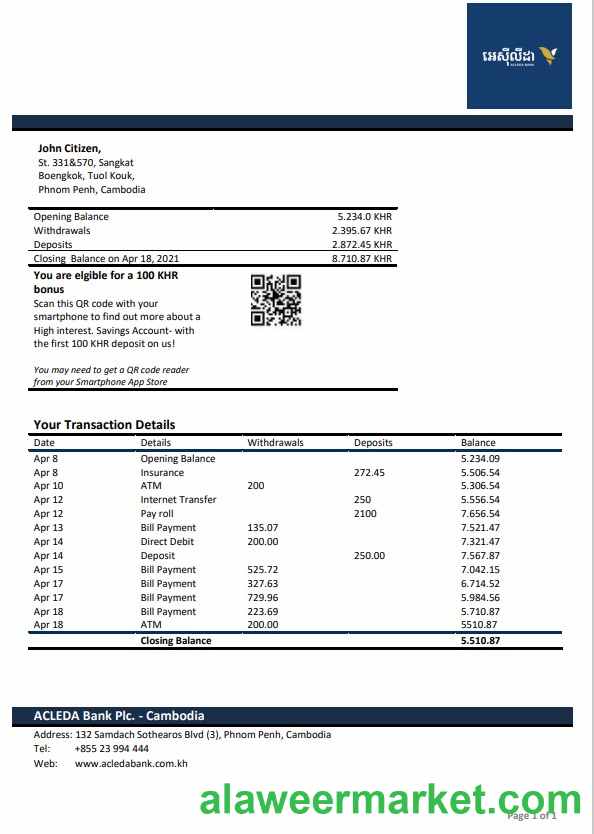 អេស៊ីលីដា
ACLEDA BANK
John Citizen,
St. 331&570, Sangkat
Boengkok, Tuol Kouk,
Phnom Penh, Cambodia
Opening Balance 5.234.0 KHR
Withdrawals 2.395.67 KHR
Deposits 2.872.45 KHR
Closing Balance on Apr 18, 2021 8.710.87 KHR
You are elgible for a 100 KHR
bonus
Scan this QR code with your
smartphone to find out more about a
High interest. Savings Account- with
the first 100 KHR deposit on us!
You may need to get a QR code reader
from your Smartphone App Store
Your Transaction Details
Date Details Withdrawals Deposits Balance
Apr 8 Opening Balance 5.234.09
Apr 8 Insurance 272.45 5.506.54
Apr 10 ATM 200 5.306.54
Apr 12 Internet Transfer 250 5.556.54
Apr 12 Pay roll 2100 7.656.54
Apr 13 Bill Payment 135.07 7.521.47
Apr 14 Direct Debit 200.00 7.321.47
Apr 14 Deposit 250.00 7.567.87
Apr 15 Bill Payment 525.72 7.042.15
Apr 17 Bill Payment 327.63 6.714.52
Apr 17 Bill Payment 729.96 5.984.56
Apr 18 Bill Payment 223.69 5.710.87
Apr 18 ATM 200.00 5510.87
Closing Balance 5.510.87
ACLEDA Bank Plc. - Cambodia
Address: 132 Samdach Sothearos Blvd (3), Phnom Penh, Cambodia
Tel: +855 23 994 444
Web: www.acledabank.com.kh
alaweermarket.com
Page 1 of 1